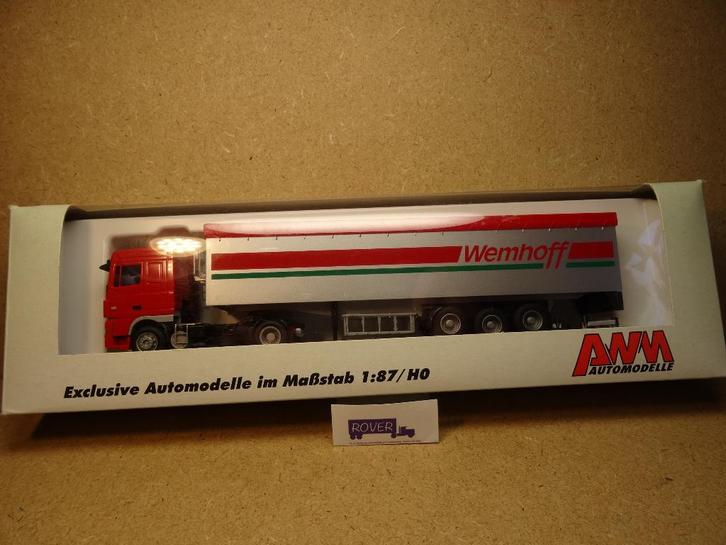 Wemhoff
Exclusive Automodelle im Maßstab 1:87/H0
AWM
AUTOMODELLE
ROVER